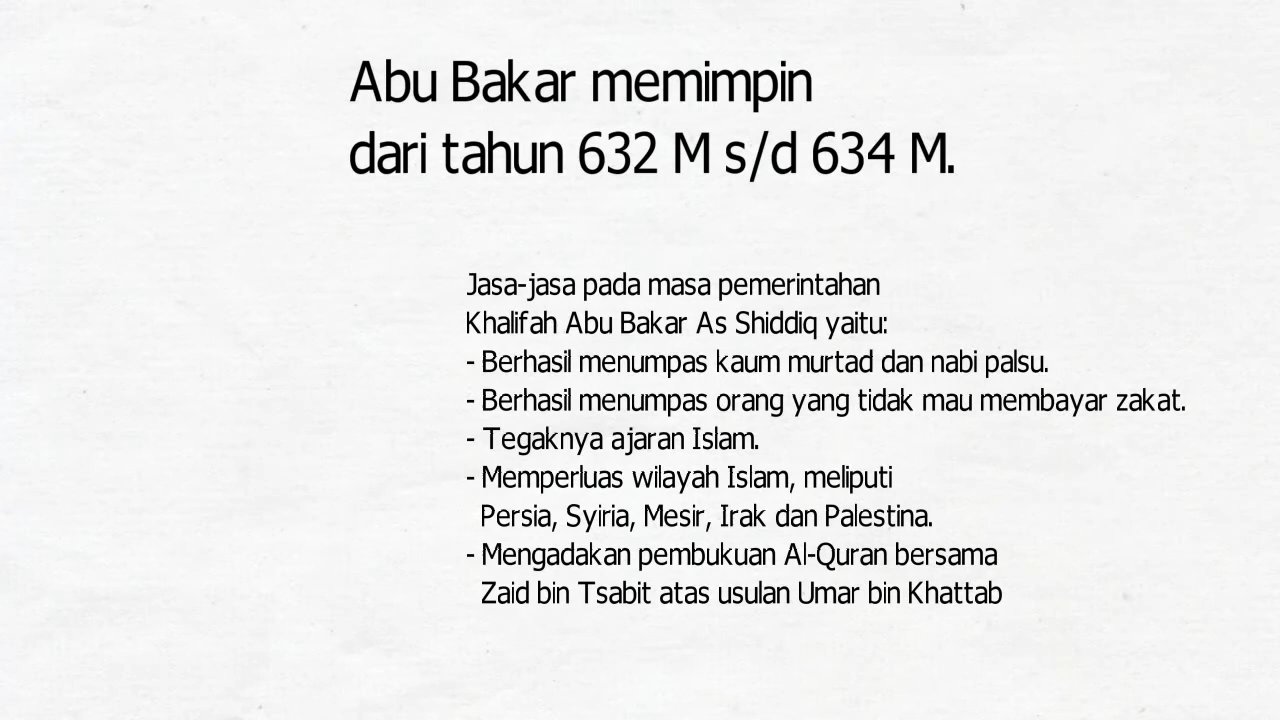 Abu Bakar memimpin
dari tahun 632 M s/d 634 M.
Jasa-jasa pada masa pemerintahan
Khalifah Abu Bakar As Shiddiq yaitu:
- Berhasil menumpas kaum murtad dan nabi palsu.
- Berhasil menumpas orang yang tidak mau membayar zakat.
- Tegaknya ajaran Islam.
- Memperluas wilayah Islam, meliputi
Persia, Syiria, Mesir, Irak dan Palestina.
- Mengadakan pembukuan Al-Quran bersama
Zaid bin Tsabit atas usulan Umar bin Khattab